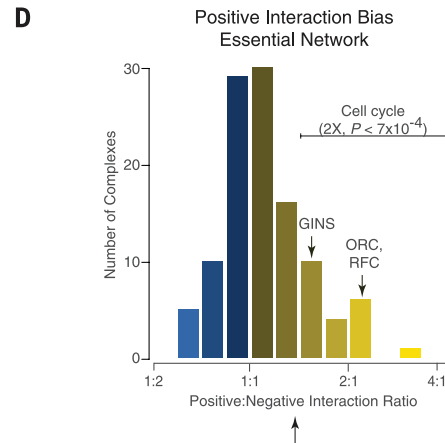 D
Positive Interaction Bias
Essential Network
30
20
10
0
Number of Complexes
Cell cycle
(2X, P < 7x10-4)
GINS
ORC,
RFC
1:2
1:1
2:1
4:1
Positive:Negative Interaction Ratio